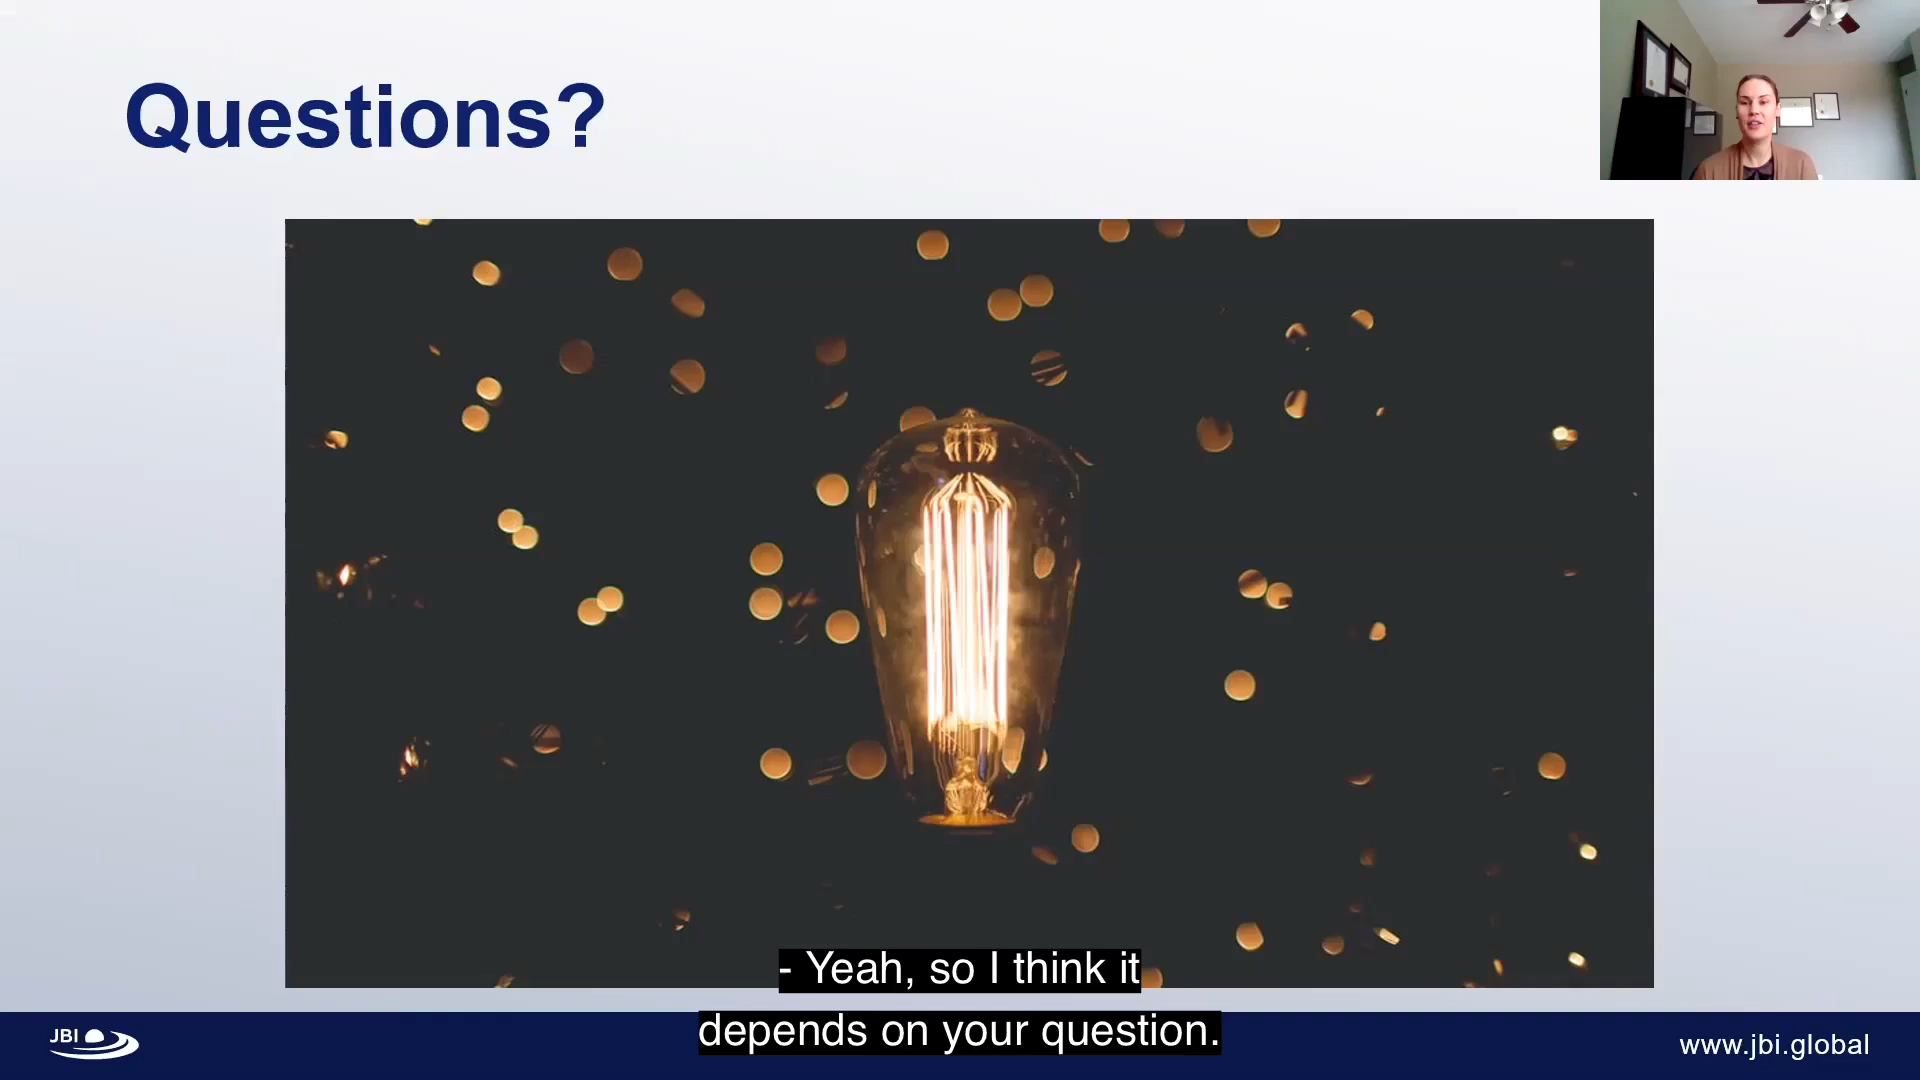 Questions?
- Yeah, so I think it
depends on your question.
JBI
www.jbi.global